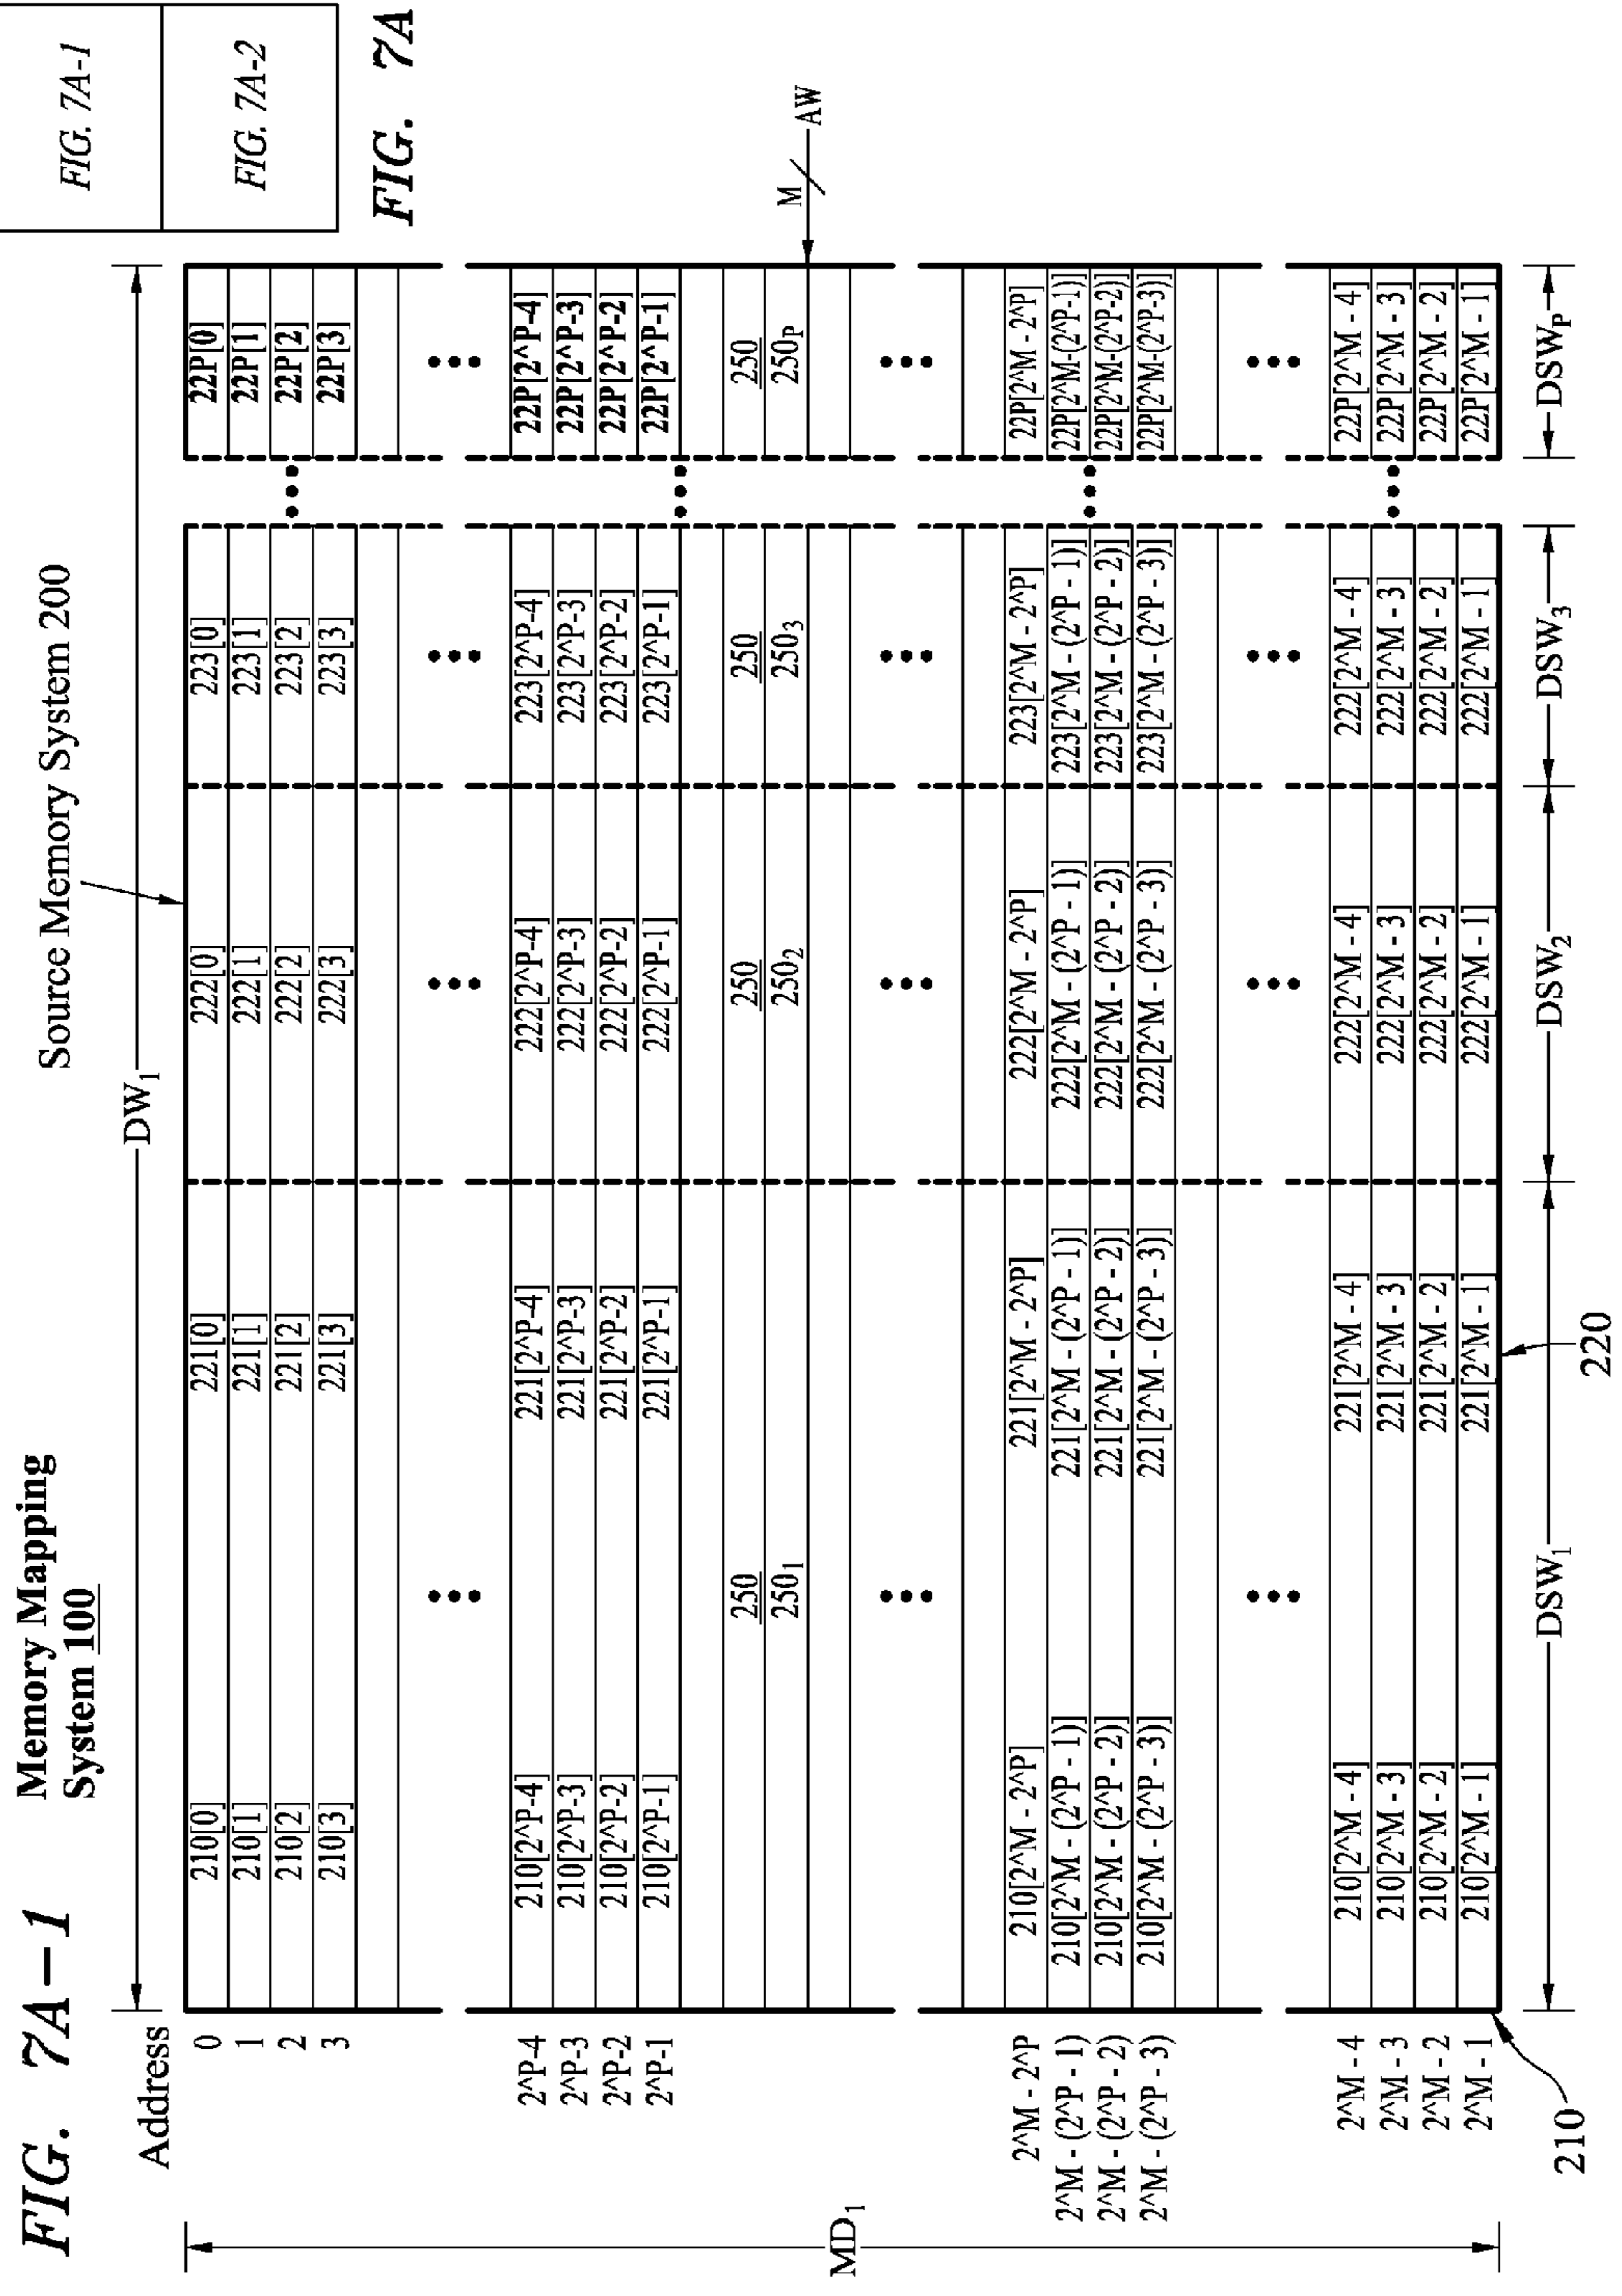 FIG. 7A-1
Memory Mapping
System 100
Source Memory System 200
FIG. 7A-1
FIG. 7A-2
FIG. 7A
Address
DW1
0 210[0] 221[0] 222[0] 223[0] 22P[0]
1 210[1] 221[1] 222[1] 223[1] 22P[1]
2 210[2] 221[2] 222[2] 223[2] 22P[2]
3 210[3] 221[3] 222[3] 223[3] 22P[3]
2^P-4 210[2^P-4] 221[2^P-4] 222[2^P-4] 223[2^P-4] 22P[2^P-4]
2^P-3 210[2^P-3] 221[2^P-3] 222[2^P-3] 223[2^P-3] 22P[2^P-3]
2^P-2 210[2^P-2] 221[2^P-2] 222[2^P-2] 223[2^P-2] 22P[2^P-2]
2^P-1 210[2^P-1] 221[2^P-1] 222[2^P-1] 223[2^P-1] 22P[2^P-1]
250 250 250 250
2501 2502 2503 250P
M
AW
MD1
2^M - 2^P 210[2^M - 2^P] 221[2^M - 2^P] 222[2^M - 2^P] 223[2^M - 2^P] 22P[2^M - 2^P]
2^M - (2^P - 1) 210[2^M - (2^P - 1)] 221[2^M - (2^P - 1)] 222[2^M - (2^P - 1)] 223[2^M - (2^P - 1)] 22P[2^M-(2^P-1)]
2^M - (2^P - 2) 210[2^M - (2^P - 2)] 221[2^M - (2^P - 2)] 222[2^M - (2^P - 2)] 223[2^M - (2^P - 2)] 22P[2^M-(2^P-2)]
2^M - (2^P - 3) 210[2^M - (2^P - 3)] 221[2^M - (2^P - 3)] 222[2^M - (2^P - 3)] 223[2^M - (2^P - 3)] 22P[2^M-(2^P-3)]
2^M - 4 210[2^M - 4] 221[2^M - 4] 222[2^M - 4] 222[2^M - 4] 22P[2^M - 4]
2^M - 3 210[2^M - 3] 221[2^M - 3] 222[2^M - 3] 222[2^M - 3] 22P[2^M - 3]
2^M - 2 210[2^M - 2] 221[2^M - 2] 222[2^M - 2] 222[2^M - 2] 22P[2^M - 2]
2^M - 1 210[2^M - 1] 221[2^M - 1] 222[2^M - 1] 222[2^M - 1] 22P[2^M - 1]
DSW1 DSW2 DSW3 DSWP
210
220